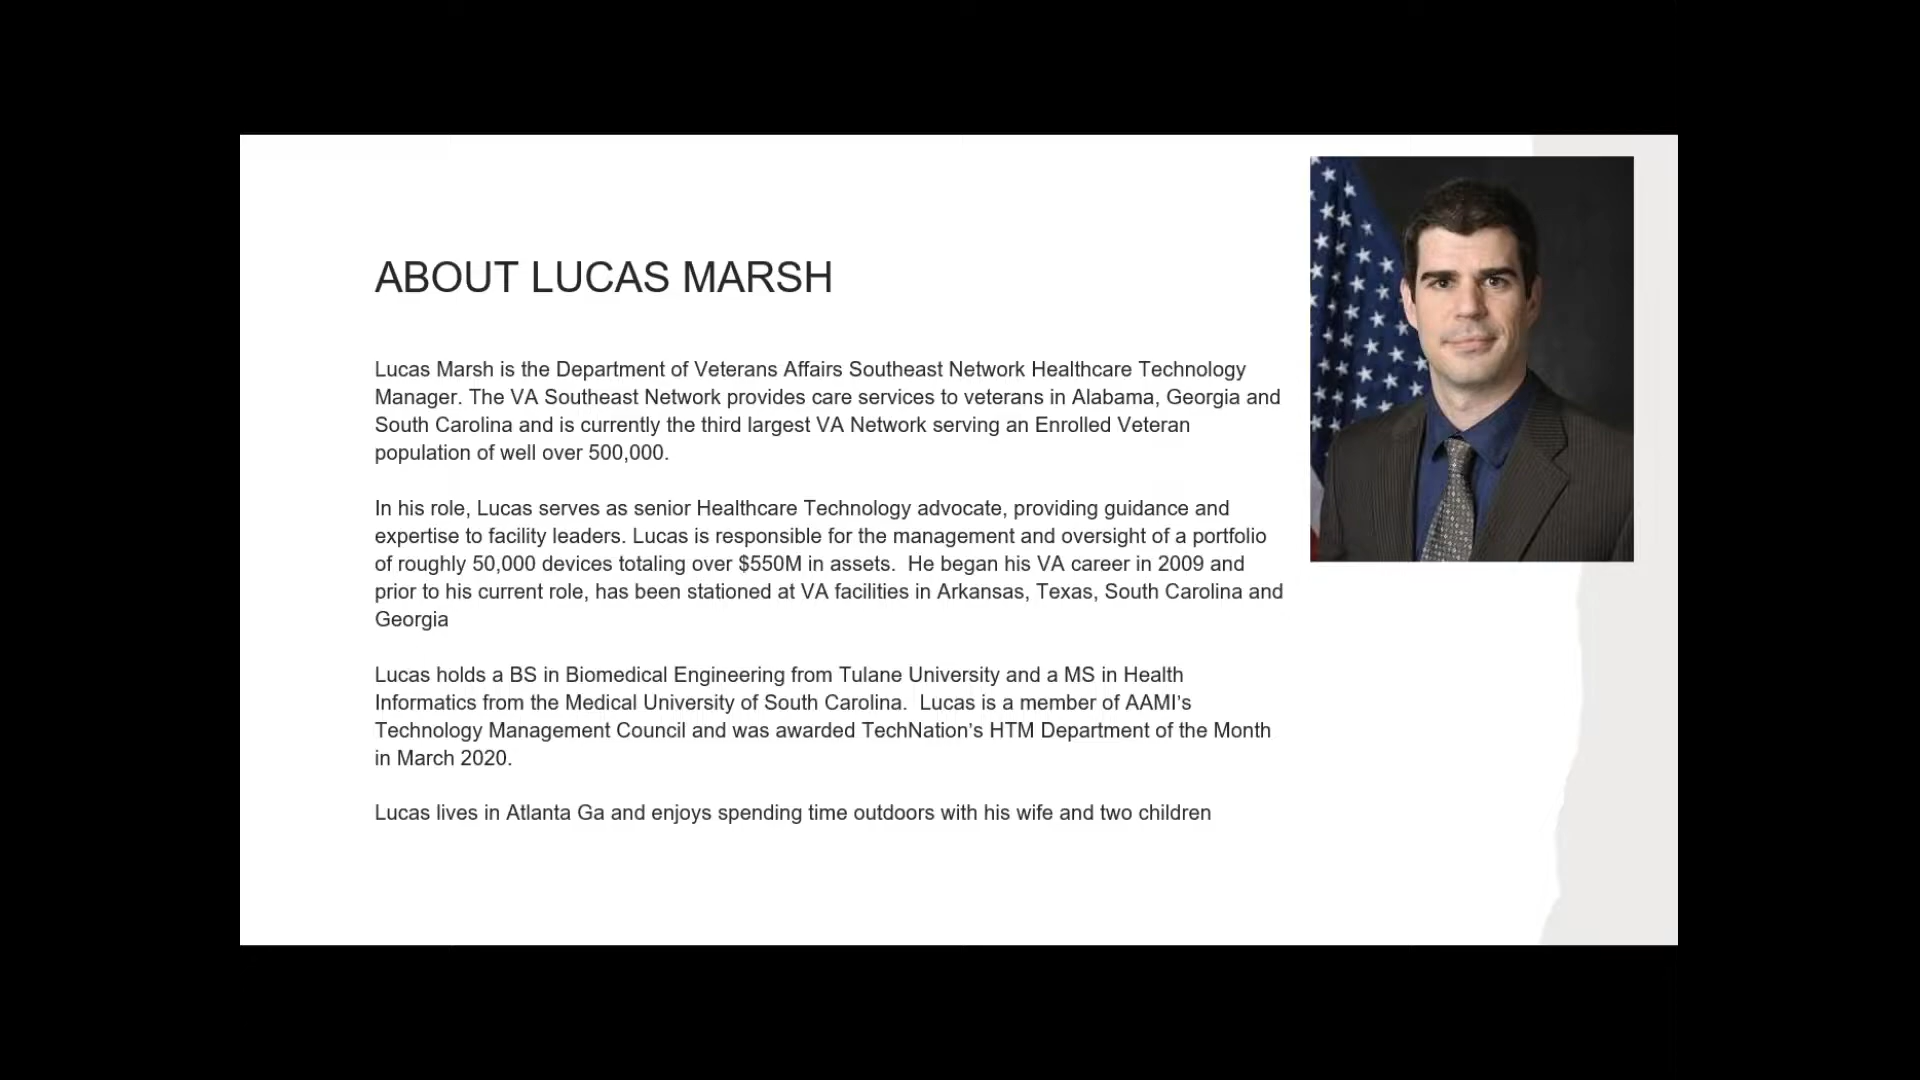 ABOUT LUCAS MARSH
Lucas Marsh is the Department of Veterans Affairs Southeast Network Healthcare Technology
Manager. The VA Southeast Network provides care services to veterans in Alabama, Georgia and
South Carolina and is currently the third largest VA Network serving an Enrolled Veteran
population of well over 500,000.
In his role, Lucas serves as senior Healthcare Technology advocate, providing guidance and
expertise to facility leaders. Lucas is responsible for the management and oversight of a portfolio
of roughly 50,000 devices totaling over $550M in assets.  He began his VA career in 2009 and
prior to his current role, has been stationed at VA facilities in Arkansas, Texas, South Carolina and
Georgia
Lucas holds a BS in Biomedical Engineering from Tulane University and a MS in Health
Informatics from the Medical University of South Carolina.  Lucas is a member of AAMI’s
Technology Management Council and was awarded TechNation’s HTM Department of the Month
in March 2020.
Lucas lives in Atlanta Ga and enjoys spending time outdoors with his wife and two children